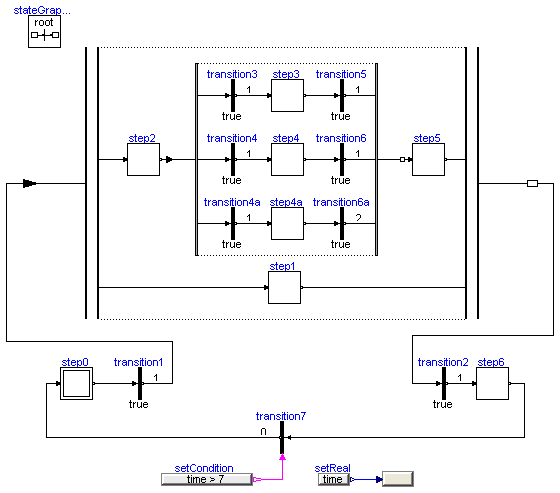 stateGrap...
root
transition3 step3 transition5
1 1
true true
step2 transition4 step4 transition6 step5
1 1
true true
transition4a step4a transition6a
1 2
true true
step1
step0 transition1 transition2 step6
1 1
true true
transition7
0
setCondition setReal
time > 7 time